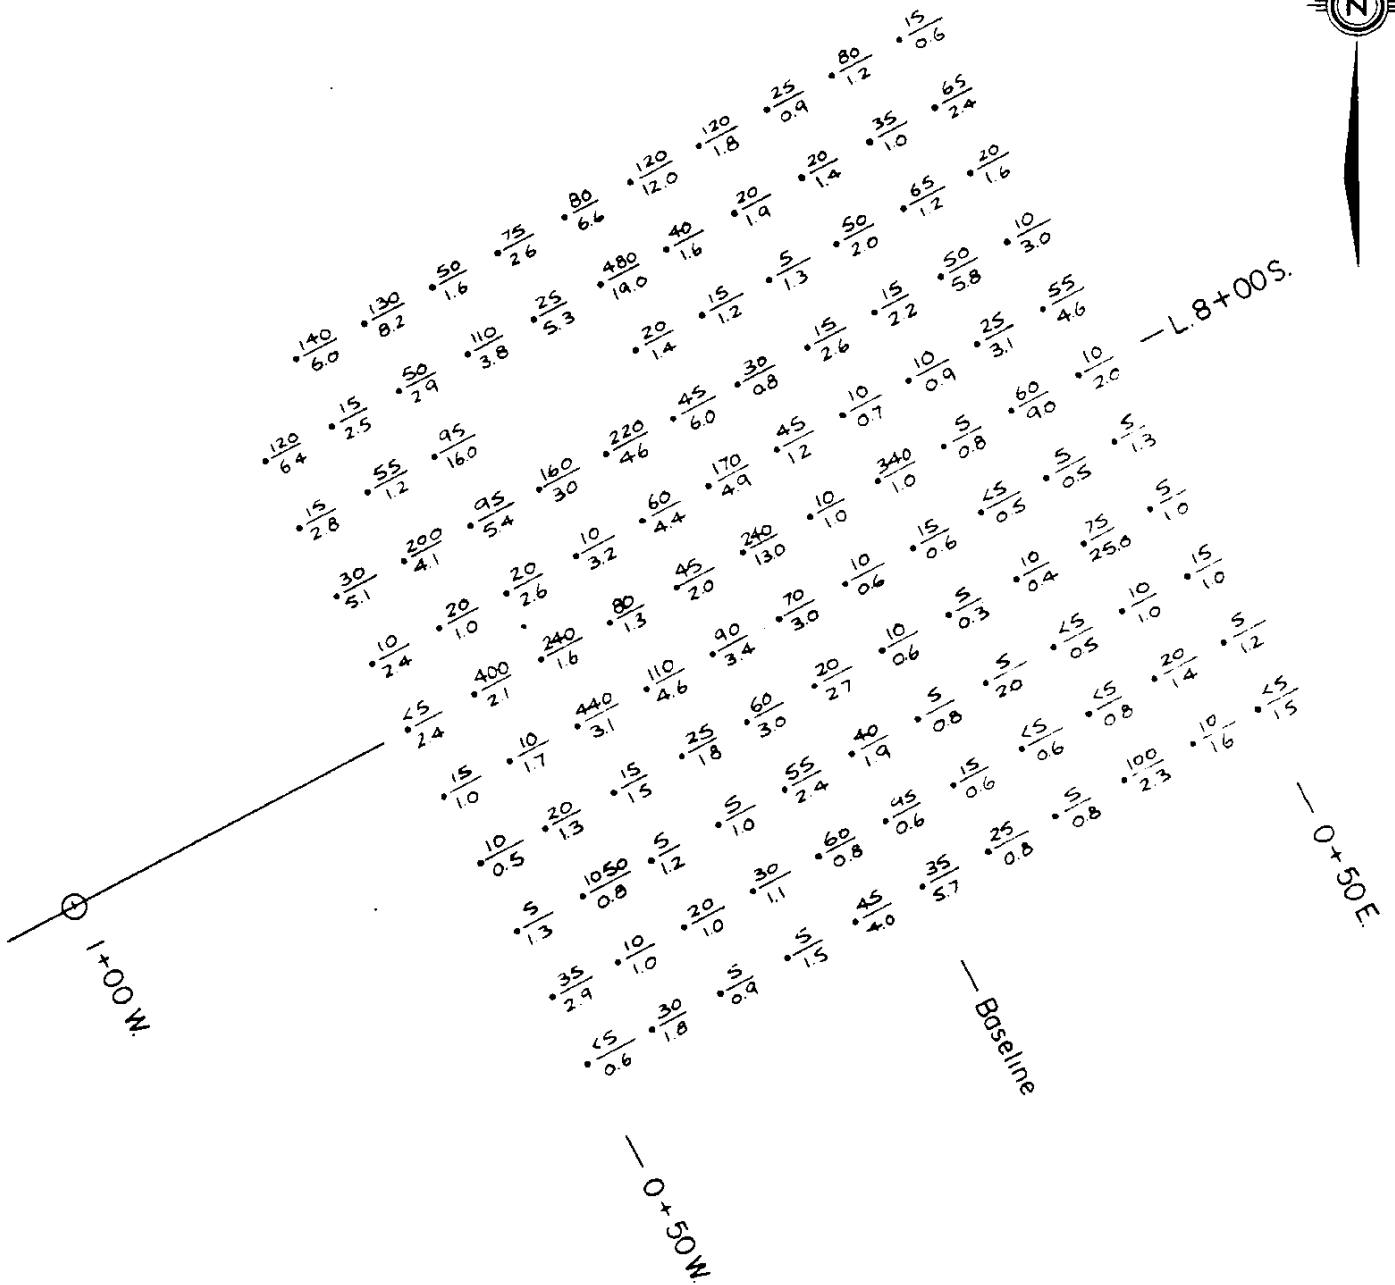 N
140/6.0 130/8.2 50/1.6 75/2.6 80/6.6 120/12.0 120/1.8 25/0.9 80/1.2 15/0.6
120/6.4 15/2.5 50/2.9 110/3.8 25/5.3 480/19.0 40/1.6 20/1.9 20/1.4 35/1.0 65/2.4
15/2.8 55/1.2 95/16.0 20/1.4 15/1.2 5/1.3 50/2.0 65/1.2 20/1.6
30/5.1 200/4.1 95/5.4 160/3.0 220/4.6 45/6.0 30/0.8 15/2.6 15/2.2 50/5.8 10/3.0
10/2.4 20/1.0 20/2.6 10/3.2 60/4.4 170/4.9 45/1.2 10/0.7 10/0.9 25/3.1 55/4.6
<5/2.4 400/2.1 240/1.6 80/1.3 45/2.0 240/13.0 10/1.0 340/1.0 5/0.8 60/9.0 10/2.0
L.8+00S.
15/1.0 10/1.7 440/3.1 110/4.6 90/3.4 70/3.0 10/0.6 15/0.6 <5/0.5 5/0.5 5/1.3
10/0.5 20/1.3 15/1.5 25/1.8 60/3.0 20/2.7 10/0.6 5/0.3 10/0.4 75/25.0 5/1.0
5/1.3 1050/0.8 5/1.2 5/1.0 55/2.4 40/1.9 5/0.8 5/2.0 <5/0.5 10/1.0 15/1.0
35/2.9 10/1.0 20/1.0 30/1.1 60/0.8 45/0.6 15/0.6 <5/0.6 <5/0.8 20/1.4 5/1.2
<5/0.6 30/1.8 5/0.9 5/1.5 45/4.0 35/5.7 25/0.8 5/0.8 100/2.3 10/1.6 <5/1.5
1+00W.
0+50W.
Baseline
0+50E.